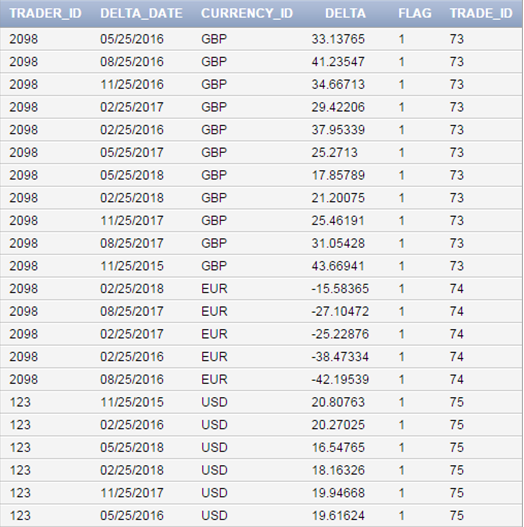 TRADER_ID DELTA_DATE CURRENCY_ID DELTA FLAG TRADE_ID
2098 05/25/2016 GBP 33.13765 1 73
2098 08/25/2016 GBP 41.23547 1 73
2098 11/25/2016 GBP 34.66713 1 73
2098 02/25/2017 GBP 29.42206 1 73
2098 02/25/2016 GBP 37.95339 1 73
2098 05/25/2017 GBP 25.2713 1 73
2098 05/25/2018 GBP 17.85789 1 73
2098 02/25/2018 GBP 21.20075 1 73
2098 11/25/2017 GBP 25.46191 1 73
2098 08/25/2017 GBP 31.05428 1 73
2098 11/25/2015 GBP 43.66941 1 73
2098 02/25/2018 EUR -15.58365 1 74
2098 08/25/2017 EUR -27.10472 1 74
2098 02/25/2017 EUR -25.22876 1 74
2098 02/25/2016 EUR -38.47334 1 74
2098 08/25/2016 EUR -42.19539 1 74
123 11/25/2015 USD 20.80763 1 75
123 02/25/2016 USD 20.27025 1 75
123 05/25/2018 USD 16.54765 1 75
123 02/25/2018 USD 18.16326 1 75
123 11/25/2017 USD 19.94668 1 75
123 05/25/2016 USD 19.61624 1 75